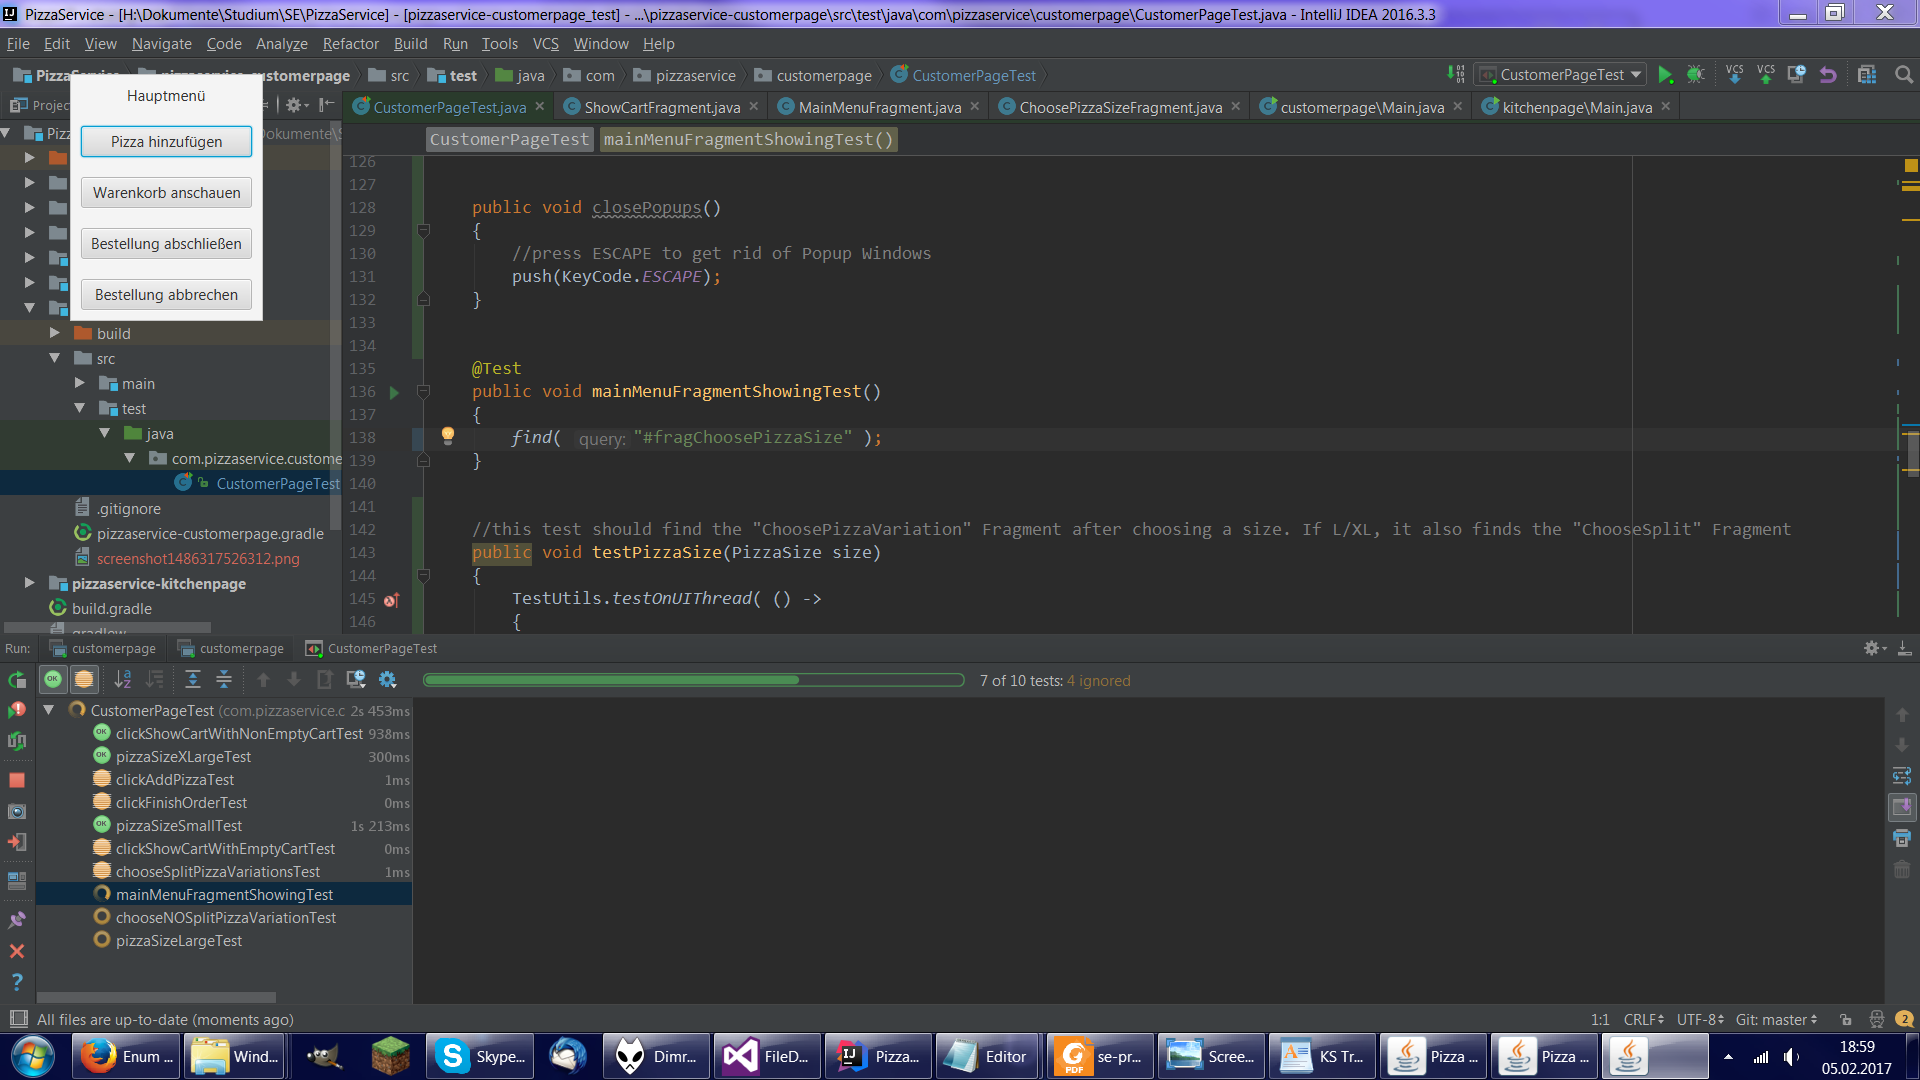 PizzaService - [H:\Dokumente\Studium\SE\PizzaService] - [pizzaservice-customerpage_test] - ...\pizzaservice-customerpage\src\test\java\com\pizzaservice\customerpage\CustomerPageTest.java - IntelliJ IDEA 2016.3.3
File Edit View Navigate Code Analyze Refactor Build Run Tools VCS Window Help
customerpage src test java com pizzaservice customerpage CustomerPageTest CustomerPageTest
CustomerPageTest.java ShowCartFragment.java MainMenuFragment.java ChoosePizzaSizeFragment.java customerpage\Main.java kitchenpage\Main.java
Hauptmenü
Pizza hinzufügen
Warenkorb anschauen
Bestellung abschließen
Bestellung abbrechen
build
src
main
test
java
com.pizzaservice.custome
CustomerPageTest
.gitignore
pizzaservice-customerpage.gradle
screenshot1486317526312.png
pizzaservice-kitchenpage
build.gradle
gradlew
CustomerPageTest mainMenuFragmentShowingTest()
126
127
128 public void closePopups()
129 {
130 //press ESCAPE to get rid of Popup Windows
131 push(KeyCode.ESCAPE);
132 }
133
134
135 @Test
136 public void mainMenuFragmentShowingTest()
137 {
138 find( query: "#fragChoosePizzaSize" );
139 }
140
141
142 //this test should find the "ChoosePizzaVariation" Fragment after choosing a size. If L/XL, it also finds the "ChooseSplit" Fragment
143 public void testPizzaSize(PizzaSize size)
144 {
145 TestUtils.testOnUIThread( () ->
146 {
Run: customerpage customerpage CustomerPageTest
7 of 10 tests: 4 ignored
CustomerPageTest (com.pizzaservice.c 2s 453ms
clickShowCartWithNonEmptyCartTest 938ms
pizzaSizeXLargeTest 300ms
clickAddPizzaTest 1ms
clickFinishOrderTest 0ms
pizzaSizeSmallTest 1s 213ms
clickShowCartWithEmptyCartTest 0ms
chooseSplitPizzaVariationsTest 1ms
mainMenuFragmentShowingTest
chooseNOSplitPizzaVariationTest
pizzaSizeLargeTest
All files are up-to-date (moments ago) 1:1 CRLF UTF-8 Git: master 2
Enum ... Wind... Skype... Dimr... FileD... Pizza... Editor se-pr... Scree... KS Tr... Pizza ... Pizza ...
18:59
05.02.2017